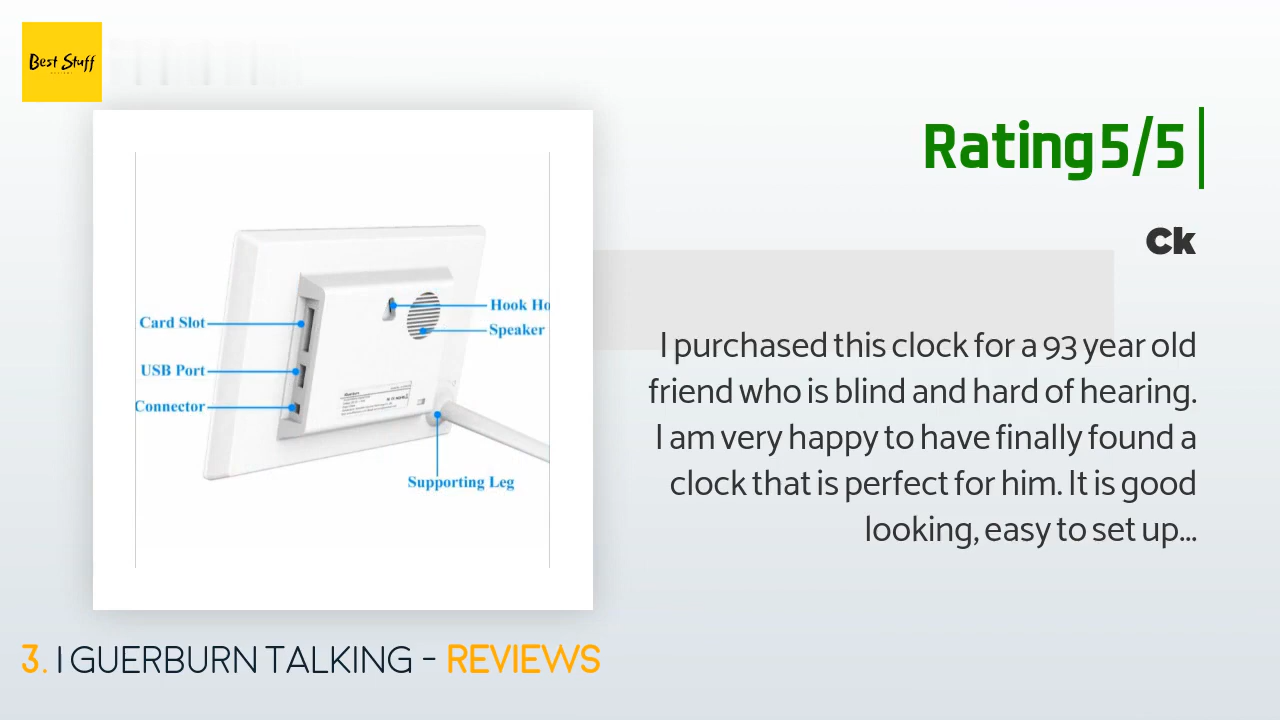 Best Stuff
Rating 5/5
Ck
I purchased this clock for a 93 year old
friend who is blind and hard of hearing.
I am very happy to have finally found a
clock that is perfect for him. It is good
looking, easy to set up...
Card Slot
USB Port
Connector
Hook Ho
Speaker
Supporting Leg
3. I GUERBURN TALKING - REVIEWS